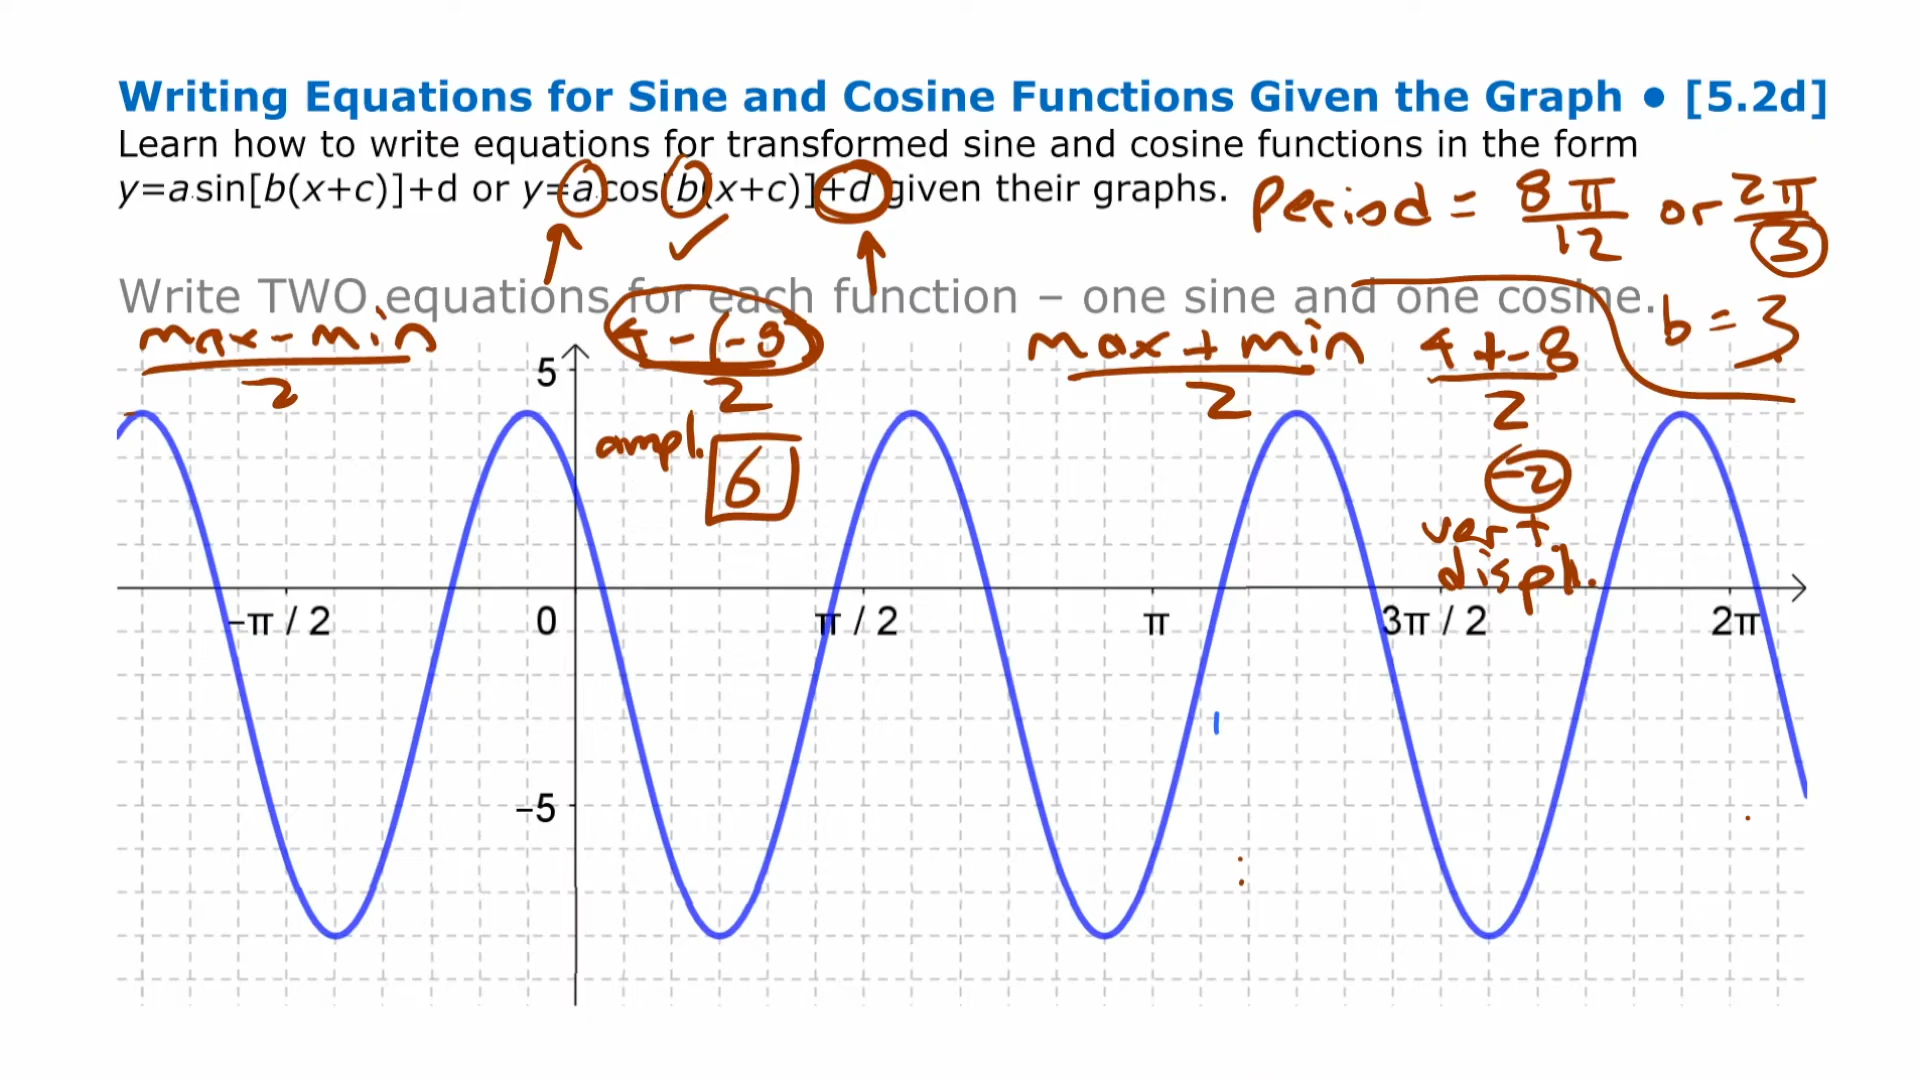 Writing Equations for Sine and Cosine Functions Given the Graph • [5.2d]
Learn how to write equations for transformed sine and cosine functions in the form
y=a sin[b(x+c)]+d or y=a cos[b(x+c)]+d given their graphs.
Period = 8π/12 or 2π/3
Write TWO equations for each function – one sine and one cosine.
b = 3
max-min/2
4-(-8)/2
max+min/2
4+-8/2
5
ampl. 6
-2
vert
displ.
–π / 2 0 π / 2 π 3π / 2 2π
–5